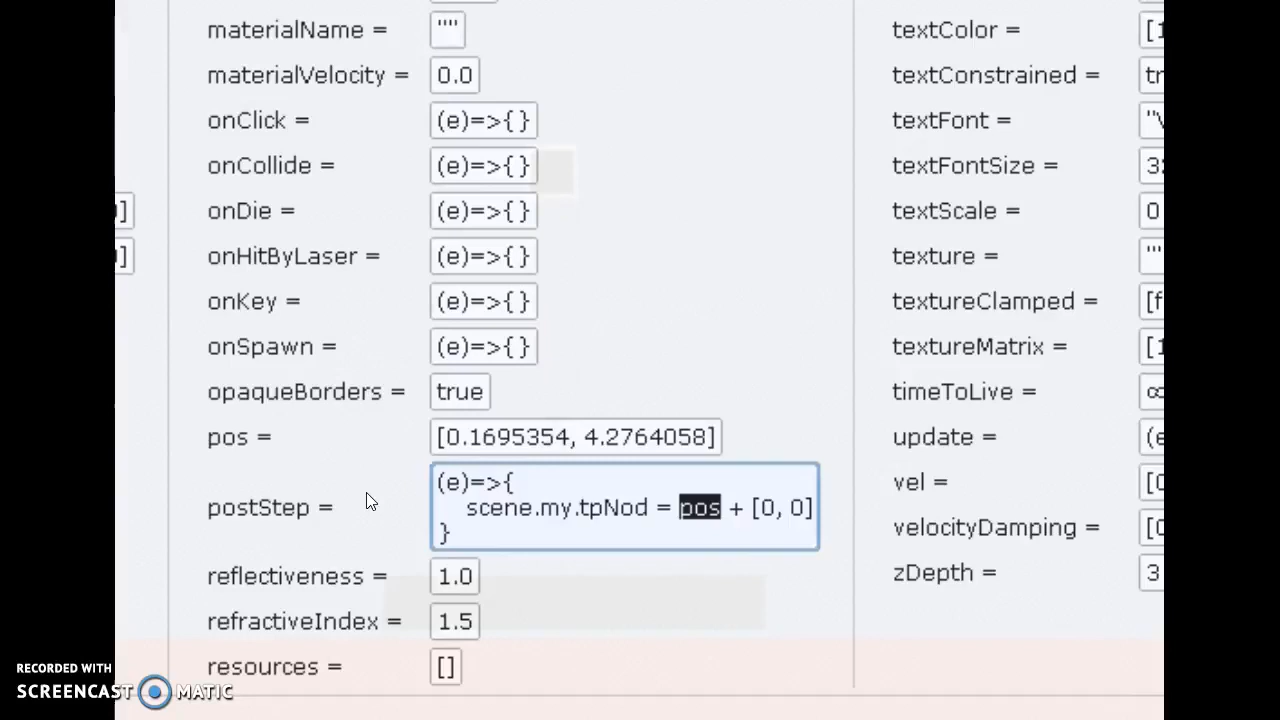 materialName = ""
materialVelocity = 0.0
onClick = (e)=>{}
onCollide = (e)=>{}
onDie = (e)=>{}
onHitByLaser = (e)=>{}
onKey = (e)=>{}
onSpawn = (e)=>{}
opaqueBorders = true
pos = [0.1695354, 4.2764058]
postStep = (e)=>{
scene.my.tpNod = pos + [0, 0]
}
reflectiveness = 1.0
refractiveIndex = 1.5
resources = []
textColor =
textConstrained =
textFont =
textFontSize =
textScale =
texture =
textureClamped =
textureMatrix =
timeToLive =
update =
vel =
velocityDamping =
zDepth = 3
RECORDED WITH
SCREENCAST MATIC